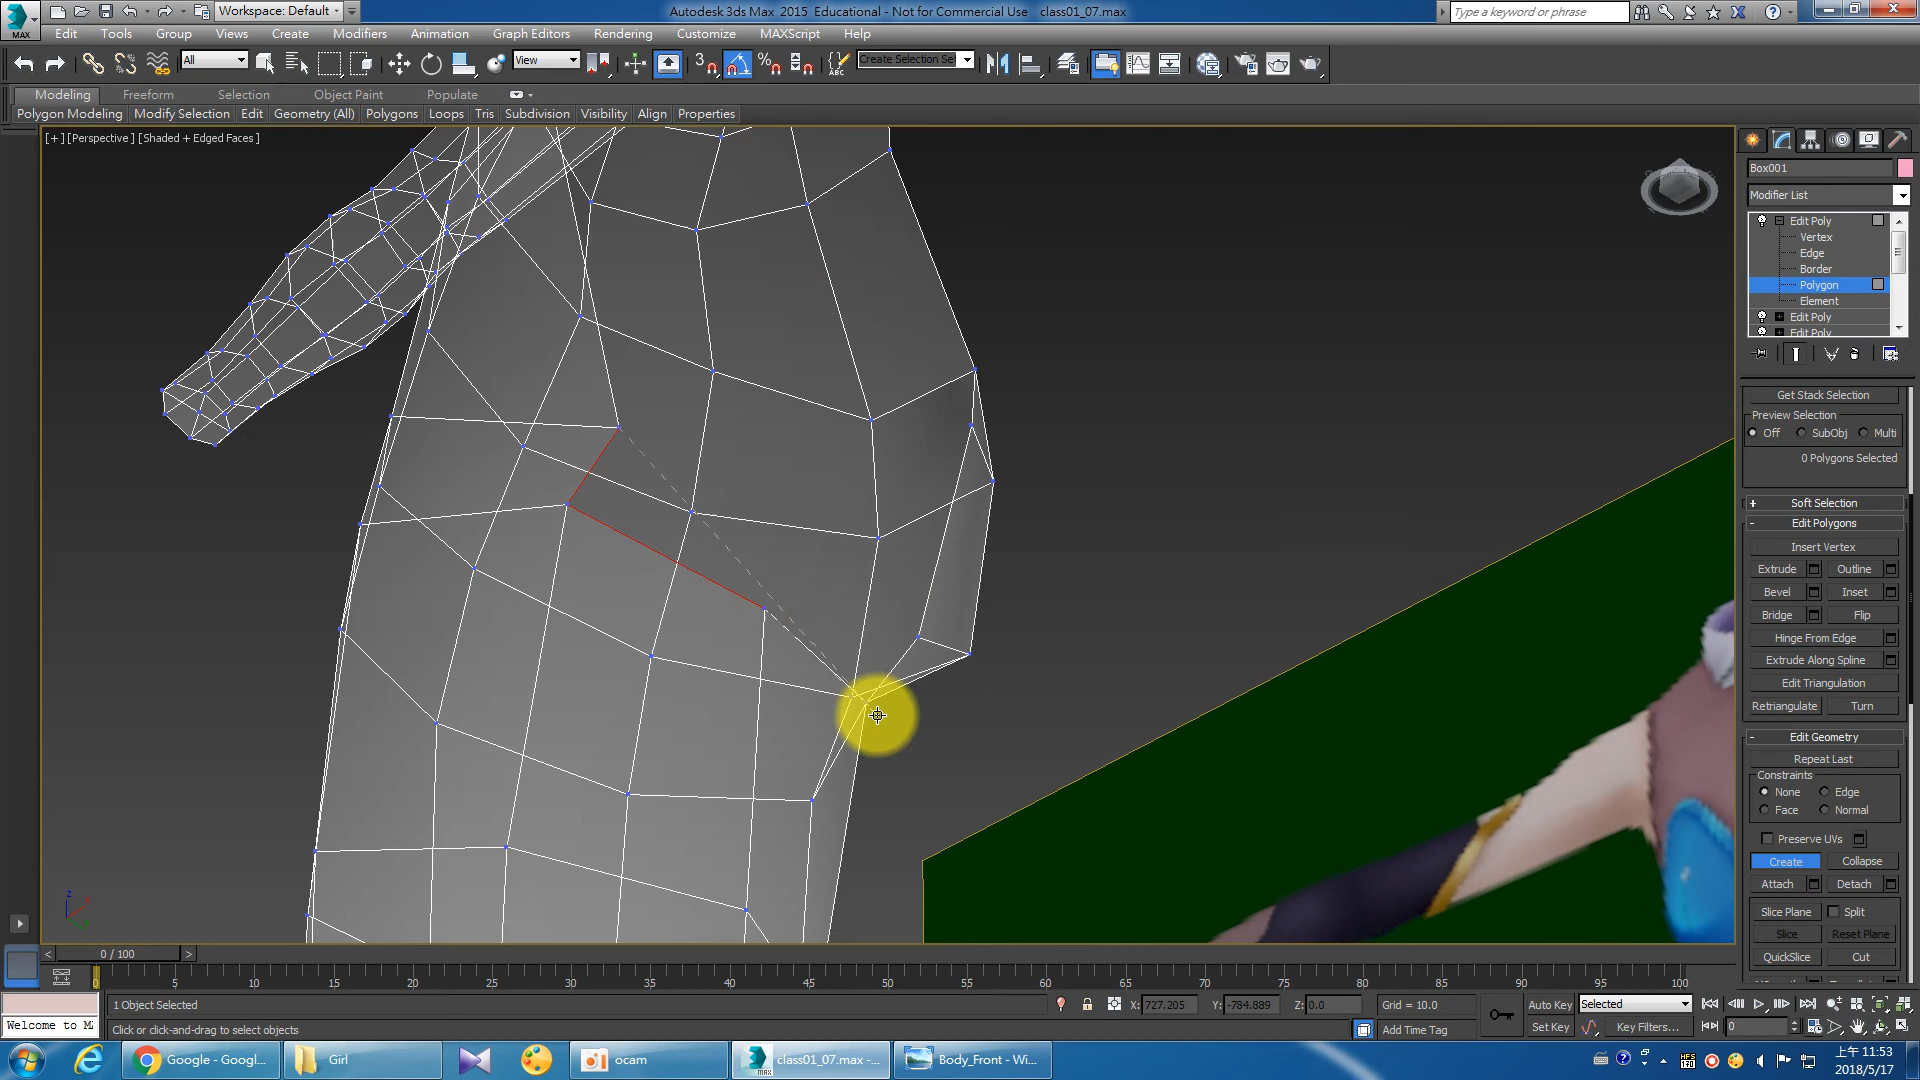 Workspace: Default
Autodesk 3ds Max 2015 Educational - Not for Commercial Use class01_07.max
Type a keyword or phrase
MAX
Edit Tools Group Views Create Modifiers Animation Graph Editors Rendering Customize MAXScript Help
All
View
3
%
ABC
Create Selection Se
Modeling Freeform Selection Object Paint Populate
Polygon Modeling Modify Selection Edit Geometry (All) Polygons Loops Tris Subdivision Visibility Align Properties
[+] [Perspective ] [Shaded + Edged Faces ]
Box001
Modifier List
Edit Poly
Vertex
Edge
Border
Polygon
Element
Edit Poly
Edit Poly
Get Stack Selection
Preview Selection
Off SubObj Multi
0 Polygons Selected
+ Soft Selection
- Edit Polygons
Insert Vertex
Extrude Outline
Bevel Inset
Bridge Flip
Hinge From Edge
Extrude Along Spline
Edit Triangulation
Retriangulate Turn
- Edit Geometry
Repeat Last
Constraints
None Edge
Face Normal
Preserve UVs
Create Collapse
Attach Detach
Slice Plane Split
Slice Reset Plane
QuickSlice Cut
z
0 / 100
0 5 10 15 20 25 30 35 40 45 50 55 60 65 70 75 80 85 90 95 100
1 Object Selected
X: 727.205 Y: -784.889 Z: 0.0 Grid = 10.0
Auto Key Selected
Welcome to M
Click or click-and-drag to select objects
Add Time Tag
Set Key Key Filters... 0
Google - Googl...
Girl
ocam
class01_07.max -...
Body_Front - Wi...
上午 11:53
2018/5/17